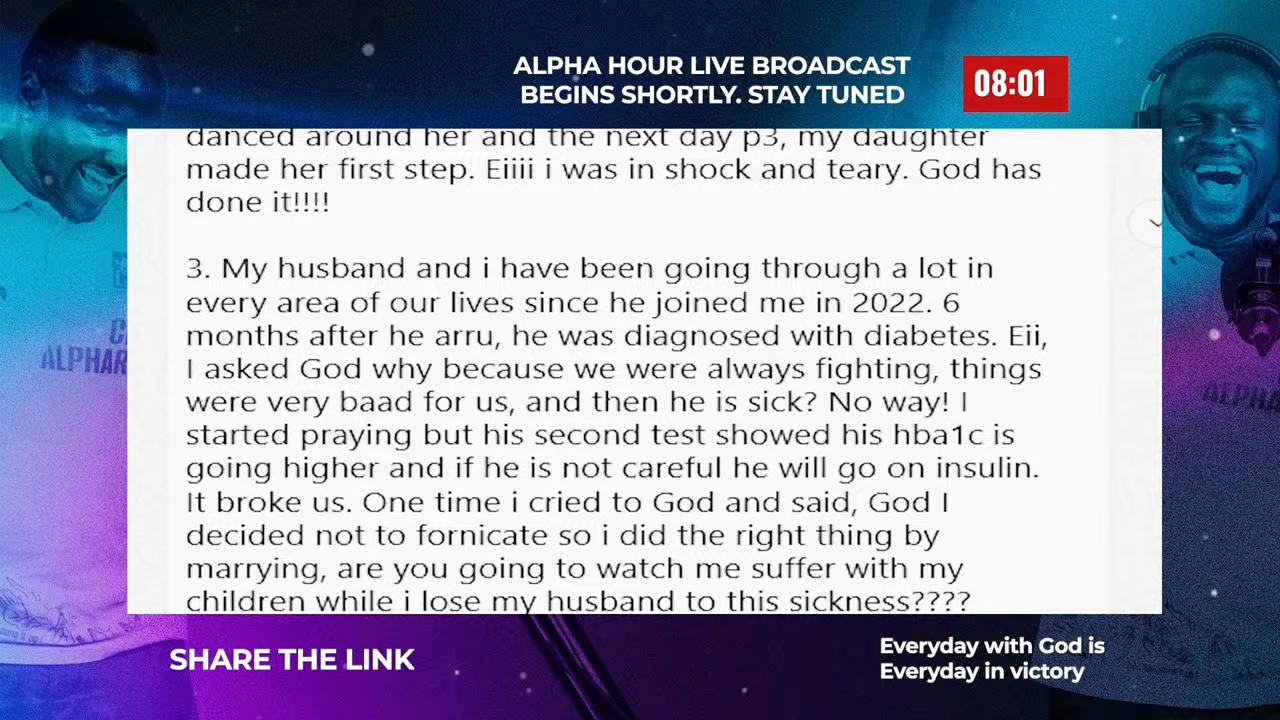 ALPHA HOUR LIVE BROADCAST
BEGINS SHORTLY. STAY TUNED
08:01
danced around her and the next day p3, my daughter
made her first step. Eiiii i was in shock and teary. God has
done it!!!!
3. My husband and i have been going through a lot in
every area of our lives since he joined me in 2022. 6
months after he arru, he was diagnosed with diabetes. Eii,
I asked God why because we were always fighting, things
were very baad for us, and then he is sick? No way! I
started praying but his second test showed his hba1c is
going higher and if he is not careful he will go on insulin.
It broke us. One time i cried to God and said, God I
decided not to fornicate so i did the right thing by
marrying, are you going to watch me suffer with my
children while i lose my husband to this sickness????
SHARE THE LINK
Everyday with God is
Everyday in victory